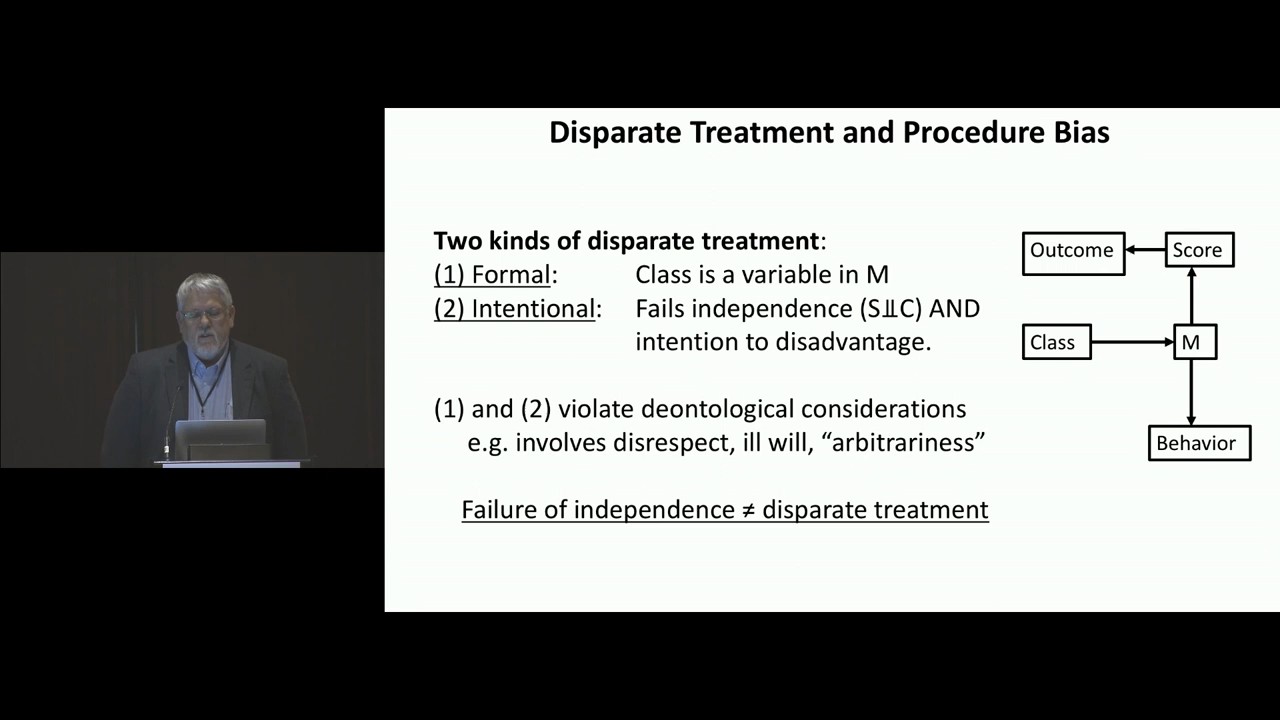 Disparate Treatment and Procedure Bias
Two kinds of disparate treatment:
(1) Formal: Class is a variable in M
(2) Intentional: Fails independence (S⫫C) AND
intention to disadvantage.
(1) and (2) violate deontological considerations
e.g. involves disrespect, ill will, “arbitrariness”
Failure of independence ≠ disparate treatment
Outcome
Score
Class
M
Behavior